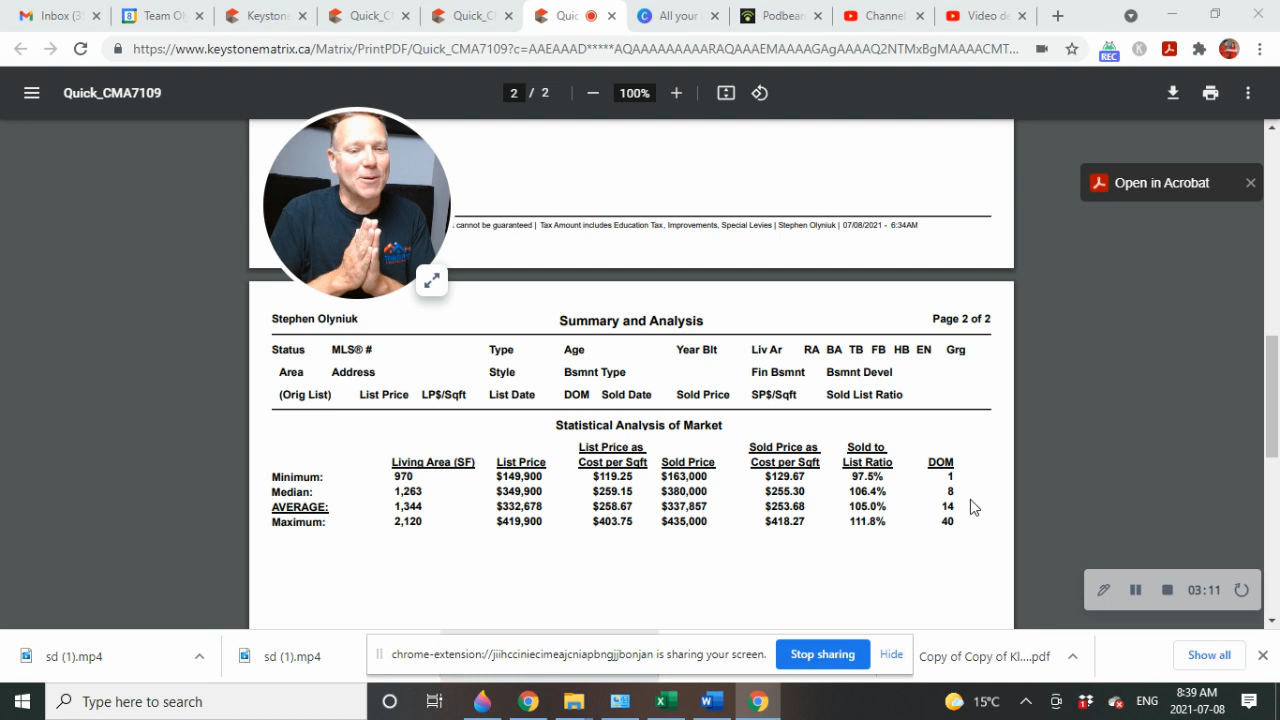 Inbox (3
Team Ol
Keystone
Quick_CM
Quick_CM
Quic
All your
Podbear
Channel
Video de
https://www.keystonematrix.ca/Matrix/PrintPDF/Quick_CMA7109?c=AAEAAAD*****AQAAAAAAAAARAQAAAEMAAAAGAgAAAAQ2NTMxBgMAAAACMT...
REC
Quick_CMA7109
2 / 2
100%
Open in Acrobat
. cannot be guaranteed | Tax Amount includes Education Tax, Improvements, Special Levies | Stephen Olyniuk | 07/08/2021 - 6:34AM
Stephen Olyniuk Summary and Analysis Page 2 of 2
Status MLS® # Type Age Year Blt Liv Ar RA BA TB FB HB EN Grg
Area Address Style Bsmnt Type Fin Bsmnt Bsmnt Devel
(Orig List) List Price LP$/Sqft List Date DOM Sold Date Sold Price SP$/Sqft Sold List Ratio
Statistical Analysis of Market
List Price as Sold Price as Sold to
Living Area (SF) List Price Cost per Sqft Sold Price Cost per Sqft List Ratio DOM
Minimum: 970 $149,900 $119.25 $163,000 $129.67 97.5% 1
Median: 1,263 $349,900 $259.15 $380,000 $255.30 106.4% 8
AVERAGE: 1,344 $332,678 $258.67 $337,857 $253.68 105.0% 14
Maximum: 2,120 $419,900 $403.75 $435,000 $418.27 111.8% 40
03:11
sd (1).mp4
sd (1).mp4
chrome-extension://jiihcciniecimeajcniapbngjjbonjan is sharing your screen.
Stop sharing
Hide
Copy of Copy of Kl....pdf
Show all
Type here to search
15°C
ENG
8:39 AM
2021-07-08